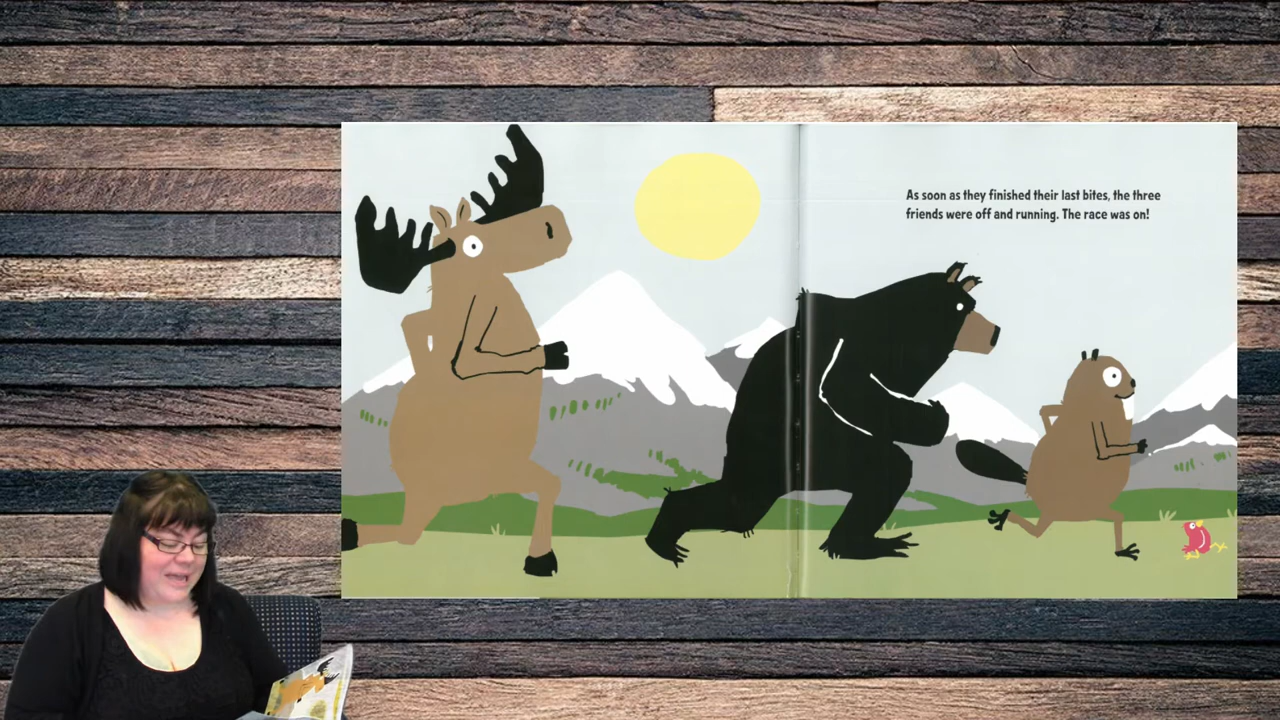 As soon as they finished their last bites, the three
friends were off and running. The race was on!